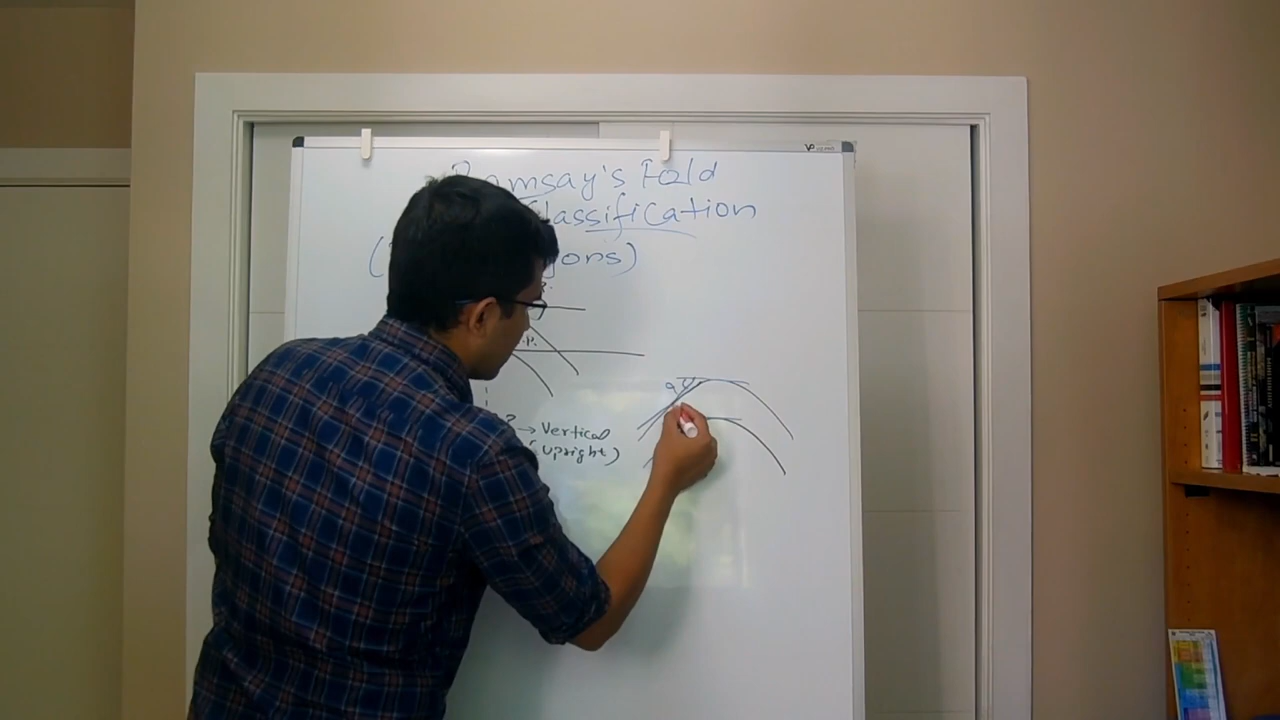 Ramsay's Fold
Classification
→ Vertical
(upright)